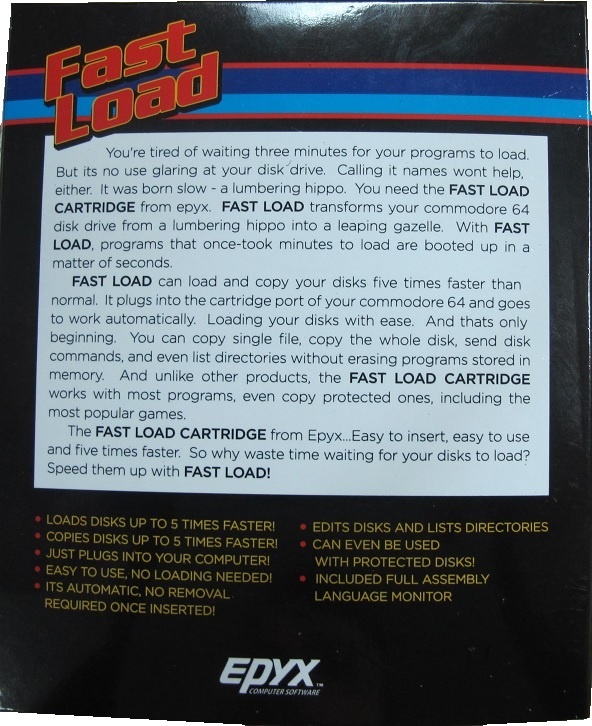 Fast
Load
You're tired of waiting three minutes for your programs to load.
But its no use glaring at your disk drive. Calling it names wont help,
either. It was born slow - a lumbering hippo. You need the FAST LOAD
CARTRIDGE from epyx. FAST LOAD transforms your commodore 64
disk drive from a lumbering hippo into a leaping gazelle. With FAST
LOAD, programs that once-took minutes to load are booted up in a
matter of seconds.
FAST LOAD can load and copy your disks five times faster than
normal. It plugs into the cartridge port of your commodore 64 and goes
to work automatically. Loading your disks with ease. And thats only
beginning. You can copy single file, copy the whole disk, send disk
commands, and even list directories without erasing programs stored in
memory. And unlike other products, the FAST LOAD CARTRIDGE
works with most programs, even copy protected ones, including the
most popular games.
The FAST LOAD CARTRIDGE from Epyx...Easy to insert, easy to use
and five times faster. So why waste time waiting for your disks to load?
Speed them up with FAST LOAD!
• LOADS DISKS UP TO 5 TIMES FASTER!
• COPIES DISKS UP TO 5 TIMES FASTER!
• JUST PLUGS INTO YOUR COMPUTER!
• EASY TO USE, NO LOADING NEEDED!
• ITS AUTOMATIC, NO REMOVAL
REQUIRED ONCE INSERTED!
• EDITS DISKS AND LISTS DIRECTORIES
• CAN EVEN BE USED
WITH PROTECTED DISKS!
• INCLUDED FULL ASSEMBLY
LANGUAGE MONITOR
EPYX™
COMPUTER SOFTWARE